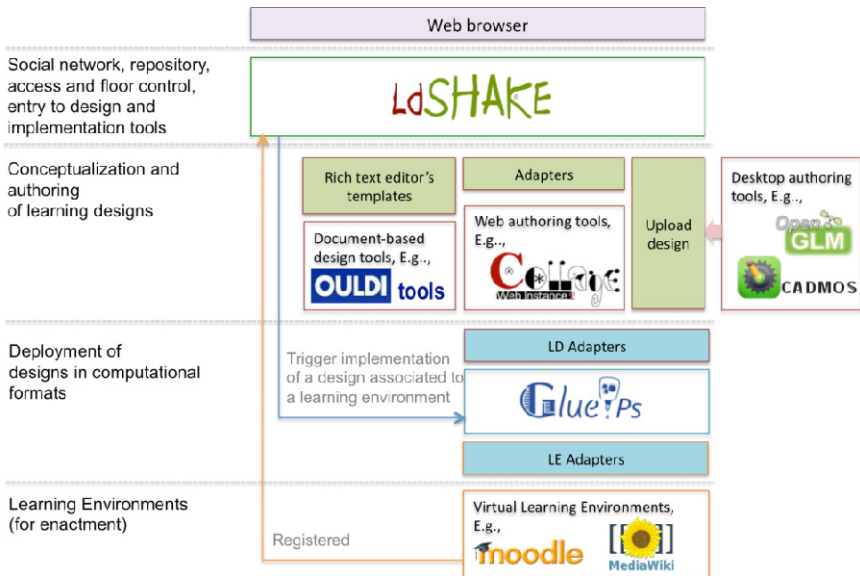 Web browser
Social network, repository,
access and floor control,
entry to design and
implementation tools
LdSHAKE
Conceptualization and
authoring
of learning designs
Rich text editor's
templates
Adapters
Upload
design
Desktop authoring
tools, E.g..,
Open
GLM
CADMOS
Document-based
design tools, E.g..,
OULDI tools
Web authoring tools,
E.g..,
Collage
Web Instance 2
Deployment of
designs in computational
formats
Trigger implementation
of a design associated to
a learning environment
LD Adapters
Glue!Ps
LE Adapters
Learning Environments
(for enactment)
Registered
Virtual Learning Environments,
E.g.,
moodle
MediaWiki